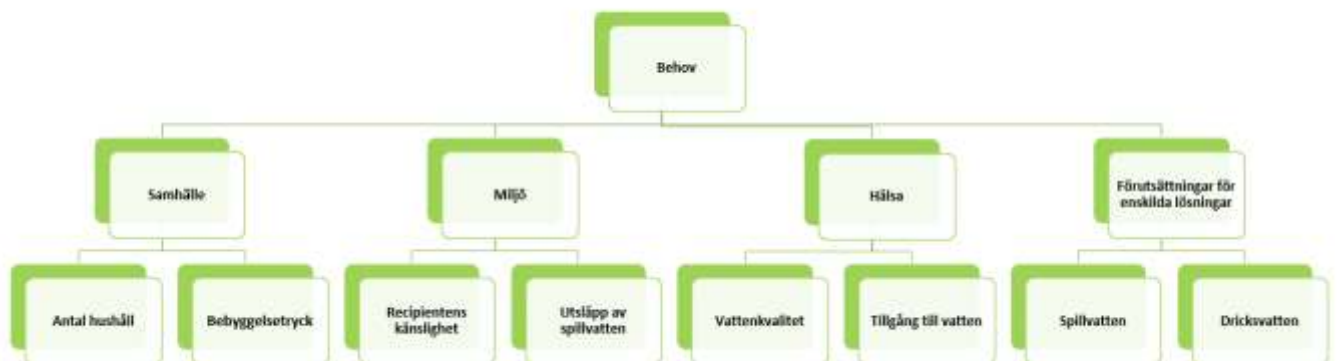 Behov
Samhälle
Miljö
Hälsa
Förutsättningar för
enskilda lösningar
Antal hushåll
Bebyggelsetryck
Recipientens
känslighet
Utsläpp av
spillvatten
Vattenkvalitet
Tillgång till vatten
Spillvatten
Dricksvatten